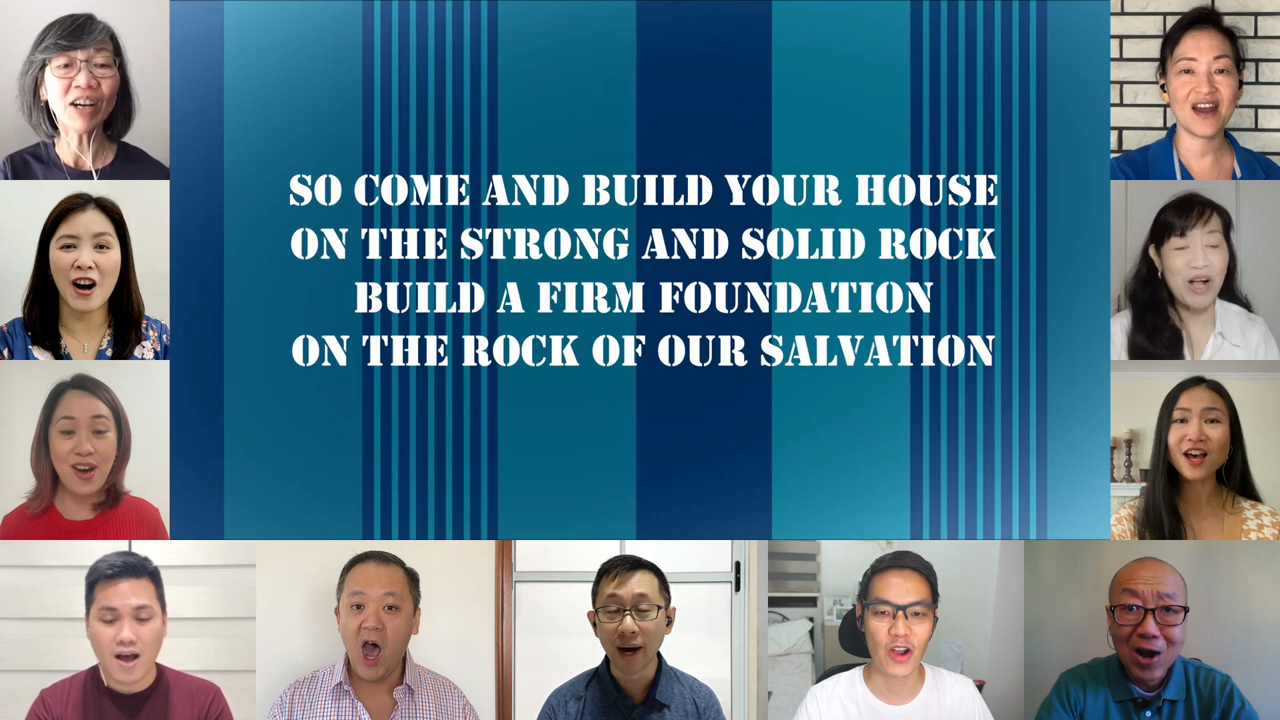 SO COME AND BUILD YOUR HOUSE
ON THE STRONG AND SOLID ROCK
BUILD A FIRM FOUNDATION
ON THE ROCK OF OUR SALVATION